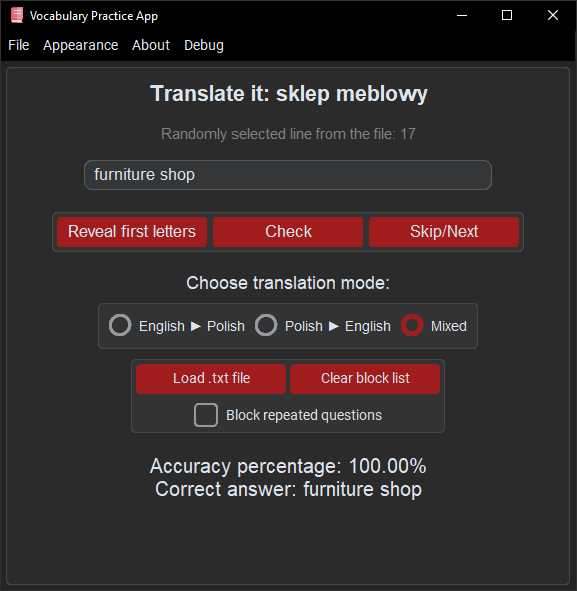 Vocabulary Practice App
File Appearance About Debug
Translate it: sklep meblowy
Randomly selected line from the file: 17
furniture shop
Reveal first letters Check Skip/Next
Choose translation mode:
English ► Polish Polish ► English Mixed
Load .txt file Clear block list
Block repeated questions
Accuracy percentage: 100.00%
Correct answer: furniture shop